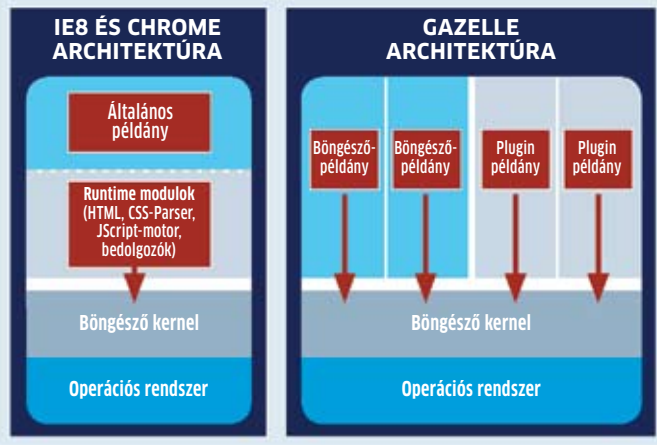 IE8 ÉS CHROME
ARCHITEKTÚRA
Általános
példány
Runtime modulok
(HTML, CSS-Parser,
JScript-motor,
bedolgozók)
Böngésző kernel
Operációs rendszer
GAZELLE
ARCHITEKTÚRA
Böngésző-
példány
Böngésző-
példány
Plugin
példány
Plugin
példány
Böngésző kernel
Operációs rendszer